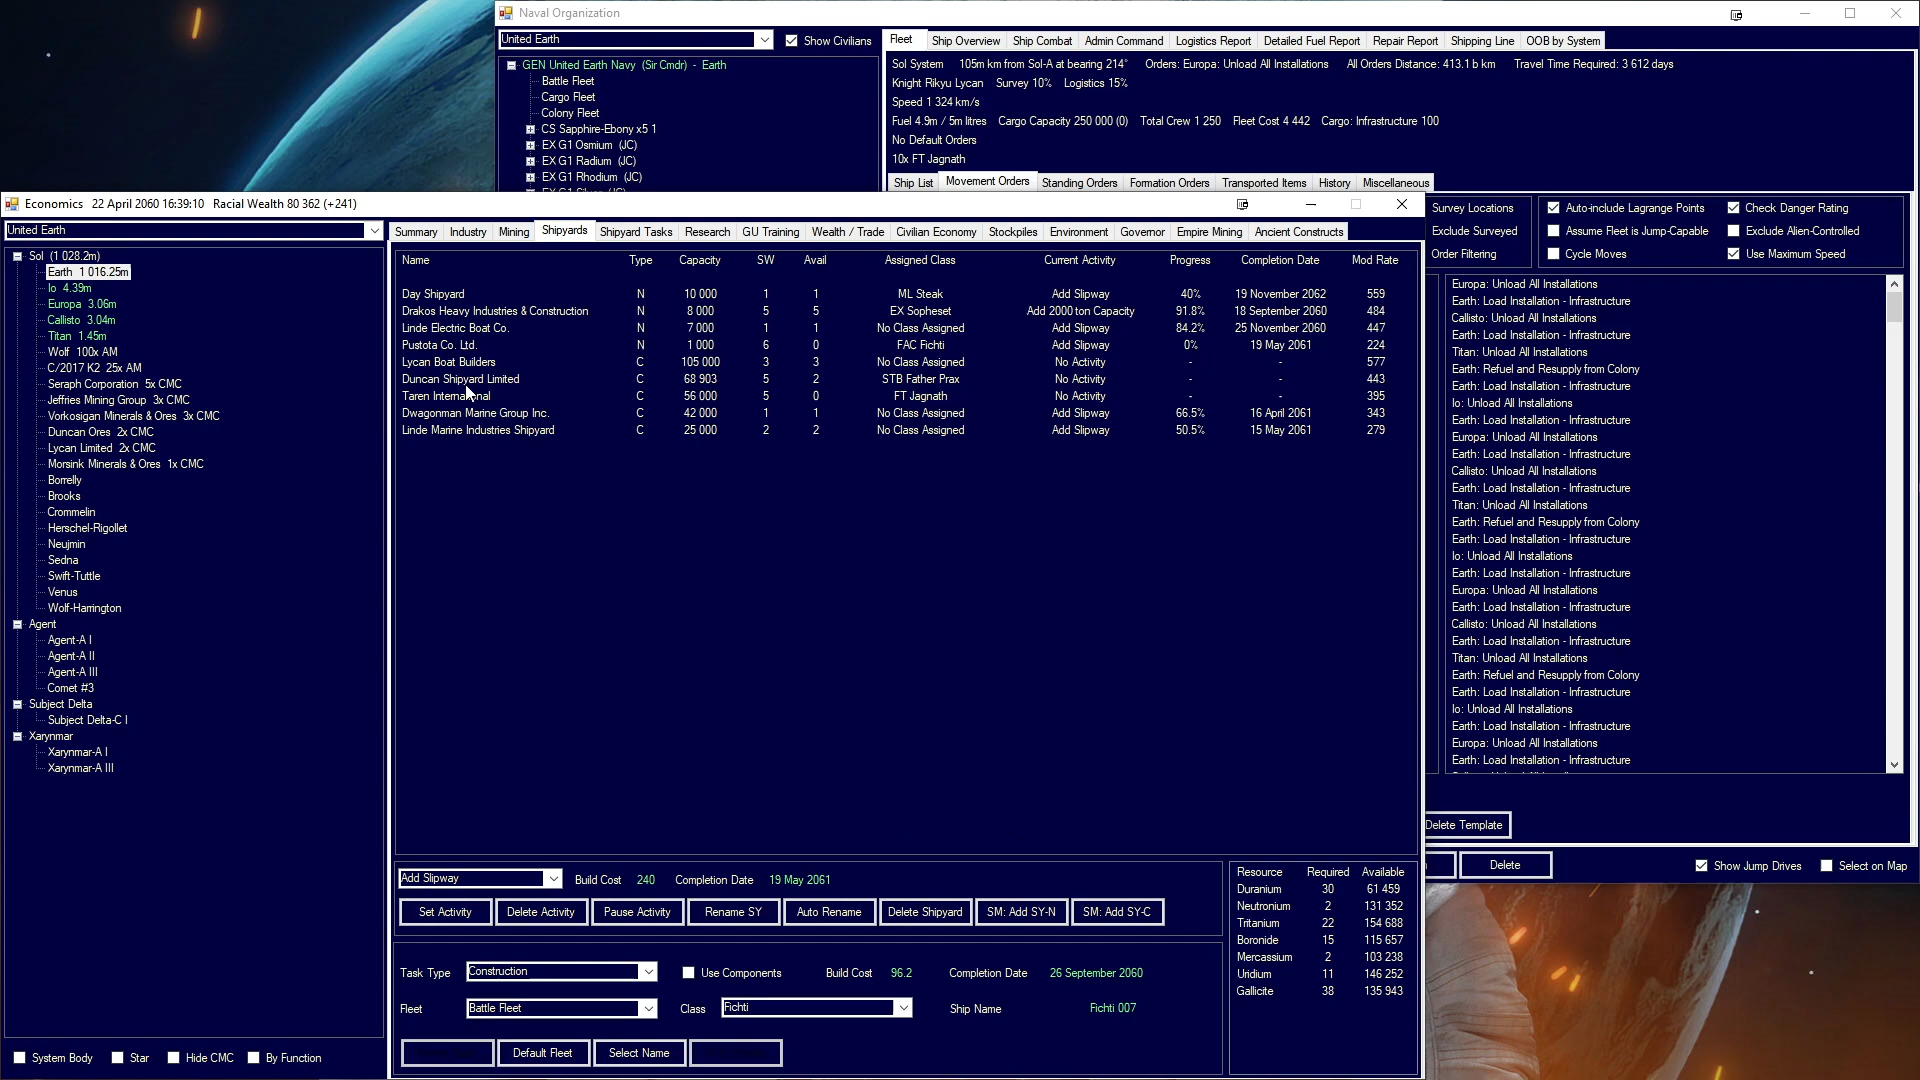 Naval Organization
United Earth
Show Civilians
Fleet Ship Overview Ship Combat Admin Command Logistics Report Detailed Fuel Report Repair Report Shipping Line OOB by System
GEN United Earth Navy (Sir Cmdr) - Earth
Battle Fleet
Cargo Fleet
Colony Fleet
CS Sapphire-Ebony x5 1
EX G1 Osmium (JC)
EX G1 Radium (JC)
EX G1 Rhodium (JC)
Sol System 105m km from Sol-A at bearing 214° Orders: Europa: Unload All Installations All Orders Distance: 413.1 b km Travel Time Required: 3 612 days
Knight Rikyu Lycan Survey 10% Logistics 15%
Speed 1 324 km/s
Fuel 4.9m / 5m litres Cargo Capacity 250 000 (0) Total Crew 1 250 Fleet Cost 4 442 Cargo: Infrastructure 100
No Default Orders
10x FT Jagnath
Ship List Movement Orders Standing Orders Formation Orders Transported Items History Miscellaneous
Survey Locations
Exclude Surveyed
Order Filtering
Auto-include Lagrange Points Check Danger Rating
Assume Fleet is Jump-Capable Exclude Alien-Controlled
Cycle Moves Use Maximum Speed
Europa: Unload All Installations
Earth: Load Installation - Infrastructure
Callisto: Unload All Installations
Earth: Load Installation - Infrastructure
Titan: Unload All Installations
Earth: Refuel and Resupply from Colony
Earth: Load Installation - Infrastructure
Io: Unload All Installations
Earth: Load Installation - Infrastructure
Europa: Unload All Installations
Earth: Load Installation - Infrastructure
Callisto: Unload All Installations
Earth: Load Installation - Infrastructure
Titan: Unload All Installations
Earth: Refuel and Resupply from Colony
Earth: Load Installation - Infrastructure
Io: Unload All Installations
Earth: Load Installation - Infrastructure
Europa: Unload All Installations
Earth: Load Installation - Infrastructure
Callisto: Unload All Installations
Earth: Load Installation - Infrastructure
Titan: Unload All Installations
Earth: Refuel and Resupply from Colony
Earth: Load Installation - Infrastructure
Io: Unload All Installations
Earth: Load Installation - Infrastructure
Europa: Unload All Installations
Earth: Load Installation - Infrastructure
Delete Template
Delete
Show Jump Drives Select on Map
Economics 22 April 2060 16:39:10 Racial Wealth 80 362 (+241)
United Earth
Sol (1 028.2m)
Earth 1 016.25m
Io 4.39m
Europa 3.06m
Callisto 3.04m
Titan 1.45m
Wolf 100x AM
C/2017 K2 25x AM
Seraph Corporation 5x CMC
Jeffries Mining Group 3x CMC
Vorkosigan Minerals & Ores 3x CMC
Duncan Ores 2x CMC
Lycan Limited 2x CMC
Morsink Minerals & Ores 1x CMC
Borrelly
Brooks
Crommelin
Herschel-Rigollet
Neujmin
Sedna
Swift-Tuttle
Venus
Wolf-Harrington
Agent
Agent-A I
Agent-A II
Agent-A III
Comet #3
Subject Delta
Subject Delta-C I
Xarynmar
Xarynmar-A I
Xarynmar-A III
System Body Star Hide CMC By Function
Summary Industry Mining Shipyards Shipyard Tasks Research GU Training Wealth / Trade Civilian Economy Stockpiles Environment Governor Empire Mining Ancient Constructs
Name Type Capacity SW Avail Assigned Class Current Activity Progress Completion Date Mod Rate
Day Shipyard N 10 000 1 1 ML Steak Add Slipway 40% 19 November 2062 559
Drakos Heavy Industries & Construction N 8 000 5 5 EX Sopheset Add 2000 ton Capacity 91.8% 18 September 2060 484
Linde Electric Boat Co. N 7 000 1 1 No Class Assigned Add Slipway 84.2% 25 November 2060 447
Pustota Co. Ltd. N 1 000 6 0 FAC Fichti Add Slipway 0% 19 May 2061 224
Lycan Boat Builders C 105 000 3 3 No Class Assigned No Activity - - 577
Duncan Shipyard Limited C 68 903 5 2 STB Father Prax No Activity - - 443
Taren International C 56 000 5 0 FT Jagnath No Activity - - 395
Dwagonman Marine Group Inc. C 42 000 1 1 No Class Assigned Add Slipway 66.5% 16 April 2061 343
Linde Marine Industries Shipyard C 25 000 2 2 No Class Assigned Add Slipway 50.5% 15 May 2061 279
Add Slipway Build Cost 240 Completion Date 19 May 2061
Set Activity Delete Activity Pause Activity Rename SY Auto Rename Delete Shipyard SM: Add SY-N SM: Add SY-C
Task Type Construction Use Components Build Cost 96.2 Completion Date 26 September 2060
Fleet Battle Fleet Class Fichti Ship Name Fichti 007
Default Fleet Select Name
Resource Required Available
Duranium 30 61 459
Neutronium 2 131 352
Tritanium 22 154 688
Boronide 15 115 657
Mercassium 2 103 238
Uridium 11 146 252
Gallicite 38 135 943